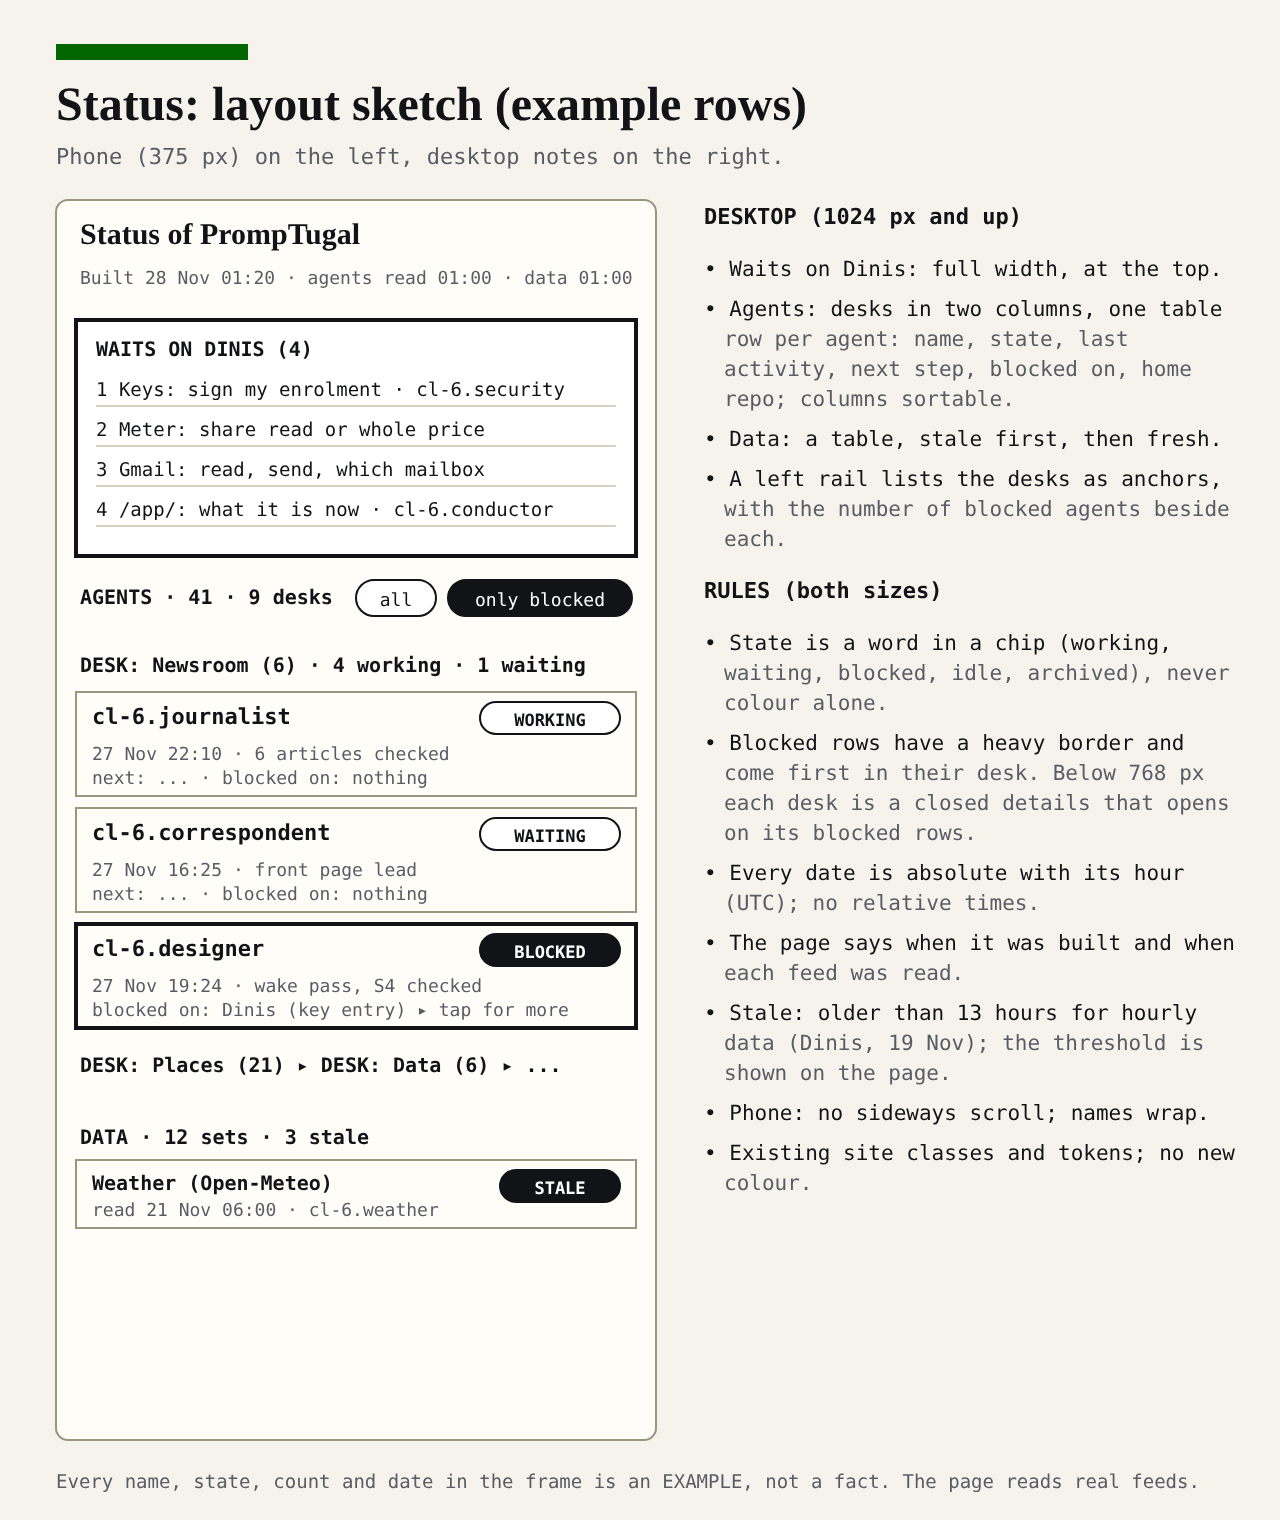 Status: layout sketch (example rows)
Phone (375 px) on the left, desktop notes on the right.
Status of PrompTugal
Built 28 Nov 01:20 · agents read 01:00 · data 01:00
WAITS ON DINIS (4)
1 Keys: sign my enrolment · cl-6.security
2 Meter: share read or whole price
3 Gmail: read, send, which mailbox
4 /app/: what it is now · cl-6.conductor
AGENTS · 41 · 9 desks
all
only blocked
DESK: Newsroom (6) · 4 working · 1 waiting
cl-6.journalist
WORKING
27 Nov 22:10 · 6 articles checked
next: ... · blocked on: nothing
cl-6.correspondent
WAITING
27 Nov 16:25 · front page lead
next: ... · blocked on: nothing
cl-6.designer
BLOCKED
27 Nov 19:24 · wake pass, S4 checked
blocked on: Dinis (key entry) ▸ tap for more
DESK: Places (21) ▸ DESK: Data (6) ▸ ...
DATA · 12 sets · 3 stale
Weather (Open-Meteo)
STALE
read 21 Nov 06:00 · cl-6.weather
DESKTOP (1024 px and up)
• Waits on Dinis: full width, at the top.
• Agents: desks in two columns, one table
row per agent: name, state, last
activity, next step, blocked on, home
repo; columns sortable.
• Data: a table, stale first, then fresh.
• A left rail lists the desks as anchors,
with the number of blocked agents beside
each.
RULES (both sizes)
• State is a word in a chip (working,
waiting, blocked, idle, archived), never
colour alone.
• Blocked rows have a heavy border and
come first in their desk. Below 768 px
each desk is a closed details that opens
on its blocked rows.
• Every date is absolute with its hour
(UTC); no relative times.
• The page says when it was built and when
each feed was read.
• Stale: older than 13 hours for hourly
data (Dinis, 19 Nov); the threshold is
shown on the page.
• Phone: no sideways scroll; names wrap.
• Existing site classes and tokens; no new
colour.
Every name, state, count and date in the frame is an EXAMPLE, not a fact. The page reads real feeds.